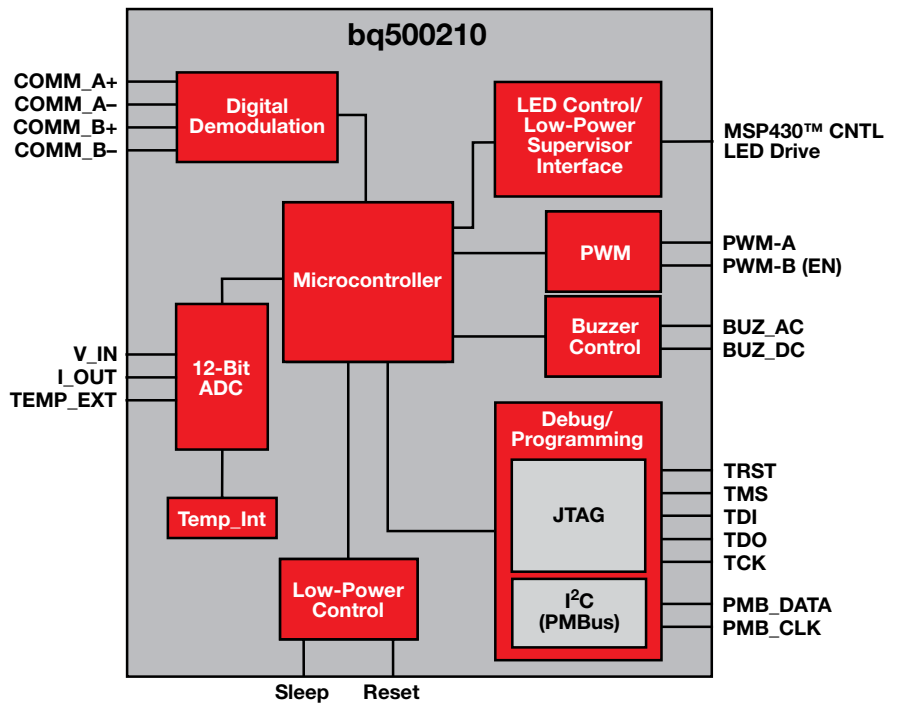 bq500210
COMM_A+
COMM_A–
COMM_B+
COMM_B–
Digital
Demodulation
LED Control/
Low-Power
Supervisor
Interface
MSP430™ CNTL
LED Drive
Microcontroller
PWM
PWM-A
PWM-B (EN)
Buzzer
Control
BUZ_AC
BUZ_DC
V_IN
I_OUT
TEMP_EXT
12-Bit
ADC
Temp_Int
Low-Power
Control
Sleep
Reset
Debug/
Programming
JTAG
I²C
(PMBus)
TRST
TMS
TDI
TDO
TCK
PMB_DATA
PMB_CLK